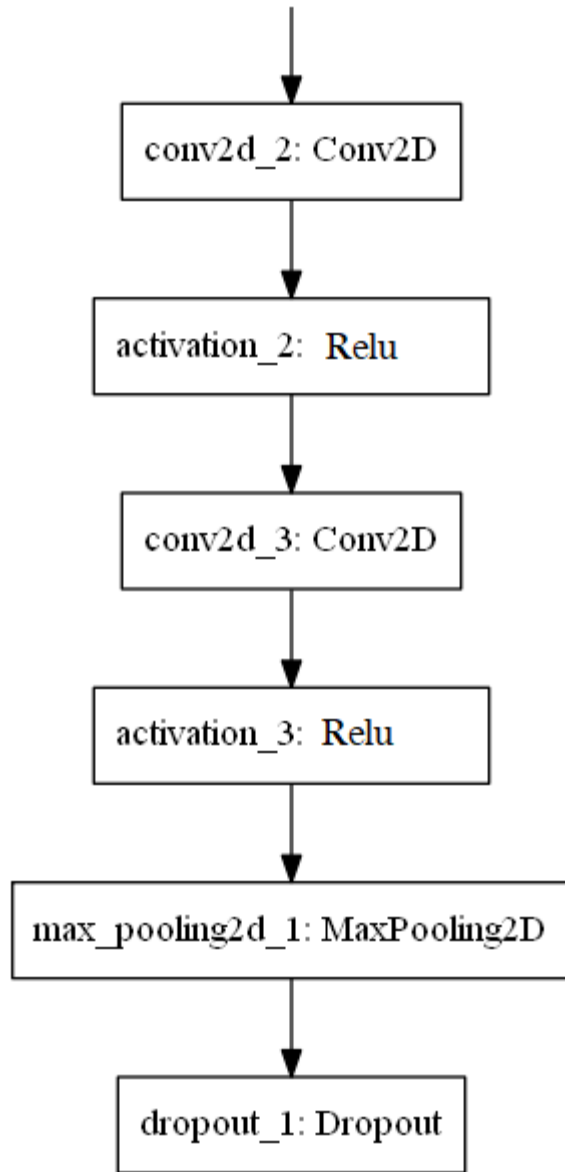 conv2d_2: Conv2D
activation_2: Relu
conv2d_3: Conv2D
activation_3: Relu
max_pooling2d_1: MaxPooling2D
dropout_1: Dropout